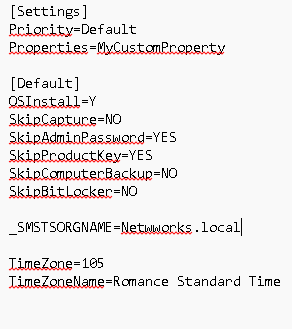 [Settings]
Priority=Default
Properties=MyCustomProperty
[Default]
OSInstall=Y
SkipCapture=NO
SkipAdminPassword=YES
SkipProductKey=YES
SkipComputerBackup=NO
SkipBitLocker=NO
_SMSTSORGNAME=Netwworks.local
TimeZone=105
TimeZoneName=Romance Standard Time